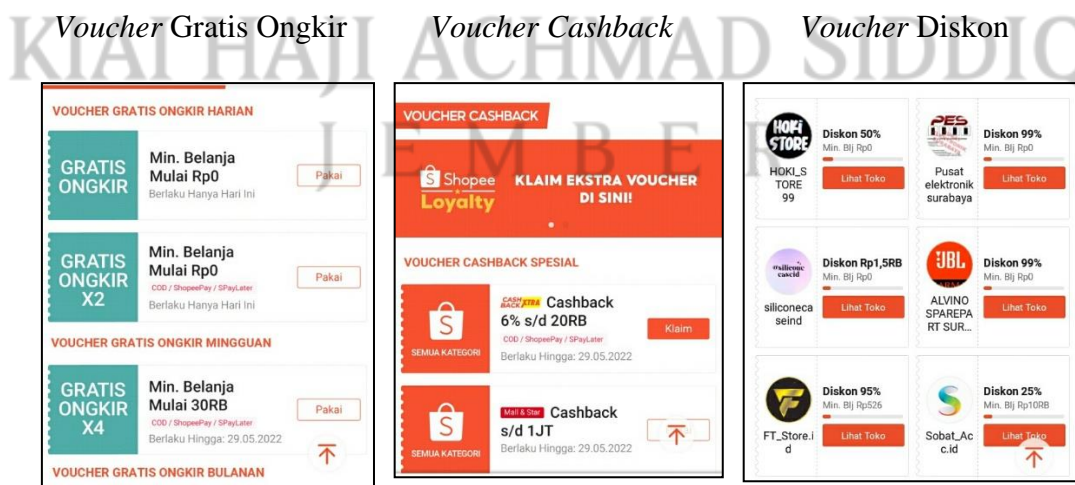 Voucher Gratis Ongkir
Voucher Cashback
Voucher Diskon
KIAI HAJI ACHMAD SIDDIQ
JEMBER
VOUCHER GRATIS ONGKIR HARIAN
GRATIS
ONGKIR
Min. Belanja
Mulai Rp0
Berlaku Hanya Hari Ini
Pakai
GRATIS
ONGKIR
X2
Min. Belanja
Mulai Rp0
COD / ShopeePay / SPayLater
Berlaku Hanya Hari Ini
Pakai
VOUCHER GRATIS ONGKIR MINGGUAN
GRATIS
ONGKIR
X4
Min. Belanja
Mulai 30RB
COD / ShopeePay / SPayLater
Berlaku Hingga: 29.05.2022
Pakai
VOUCHER GRATIS ONGKIR BULANAN
VOUCHER CASHBACK
Shopee
Loyalty
KLAIM EKSTRA VOUCHER
DI SINI!
VOUCHER CASHBACK SPESIAL
SEMUA KATEGORI
CASHBACK XTRA Cashback
6% s/d 20RB
COD / ShopeePay / SPayLater
Berlaku Hingga: 29.05.2022
Klaim
SEMUA KATEGORI
Mall & Star Cashback
s/d 1JT
Berlaku Hingga: 29.05.2022
HOKI
STORE
HOKI_S
TORE
99
Diskon 50%
Min. Blj Rp0
Lihat Toko
PES
Pusat
elektronik
surabaya
Diskon 99%
Min. Blj Rp0
Lihat Toko
siliconeca
seind
Diskon Rp1,5RB
Min. Blj Rp0
Lihat Toko
JBL
ALVINO
SPAREPA
RT SUR...
Diskon 99%
Min. Blj Rp0
Lihat Toko
FT_Store.i
d
Diskon 95%
Min. Blj Rp526
Lihat Toko
Sobat_Ac
c.id
Diskon 25%
Min. Blj Rp10RB
Lihat Toko